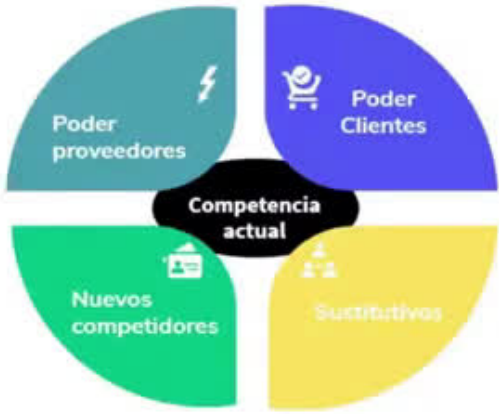 Poder
proveedores
Poder
Clientes
Competencia
actual
Nuevos
competidores
Sustitutivos